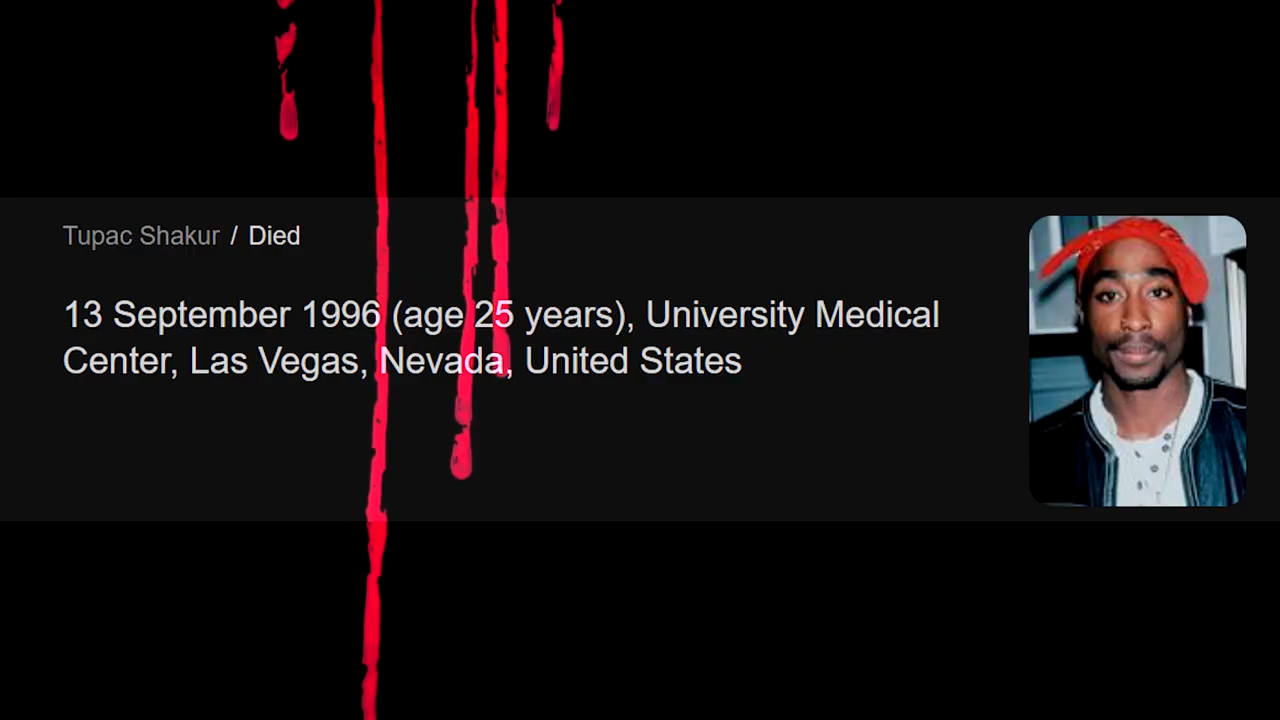 Tupac Shakur / Died
13 September 1996 (age 25 years), University Medical
Center, Las Vegas, Nevada, United States